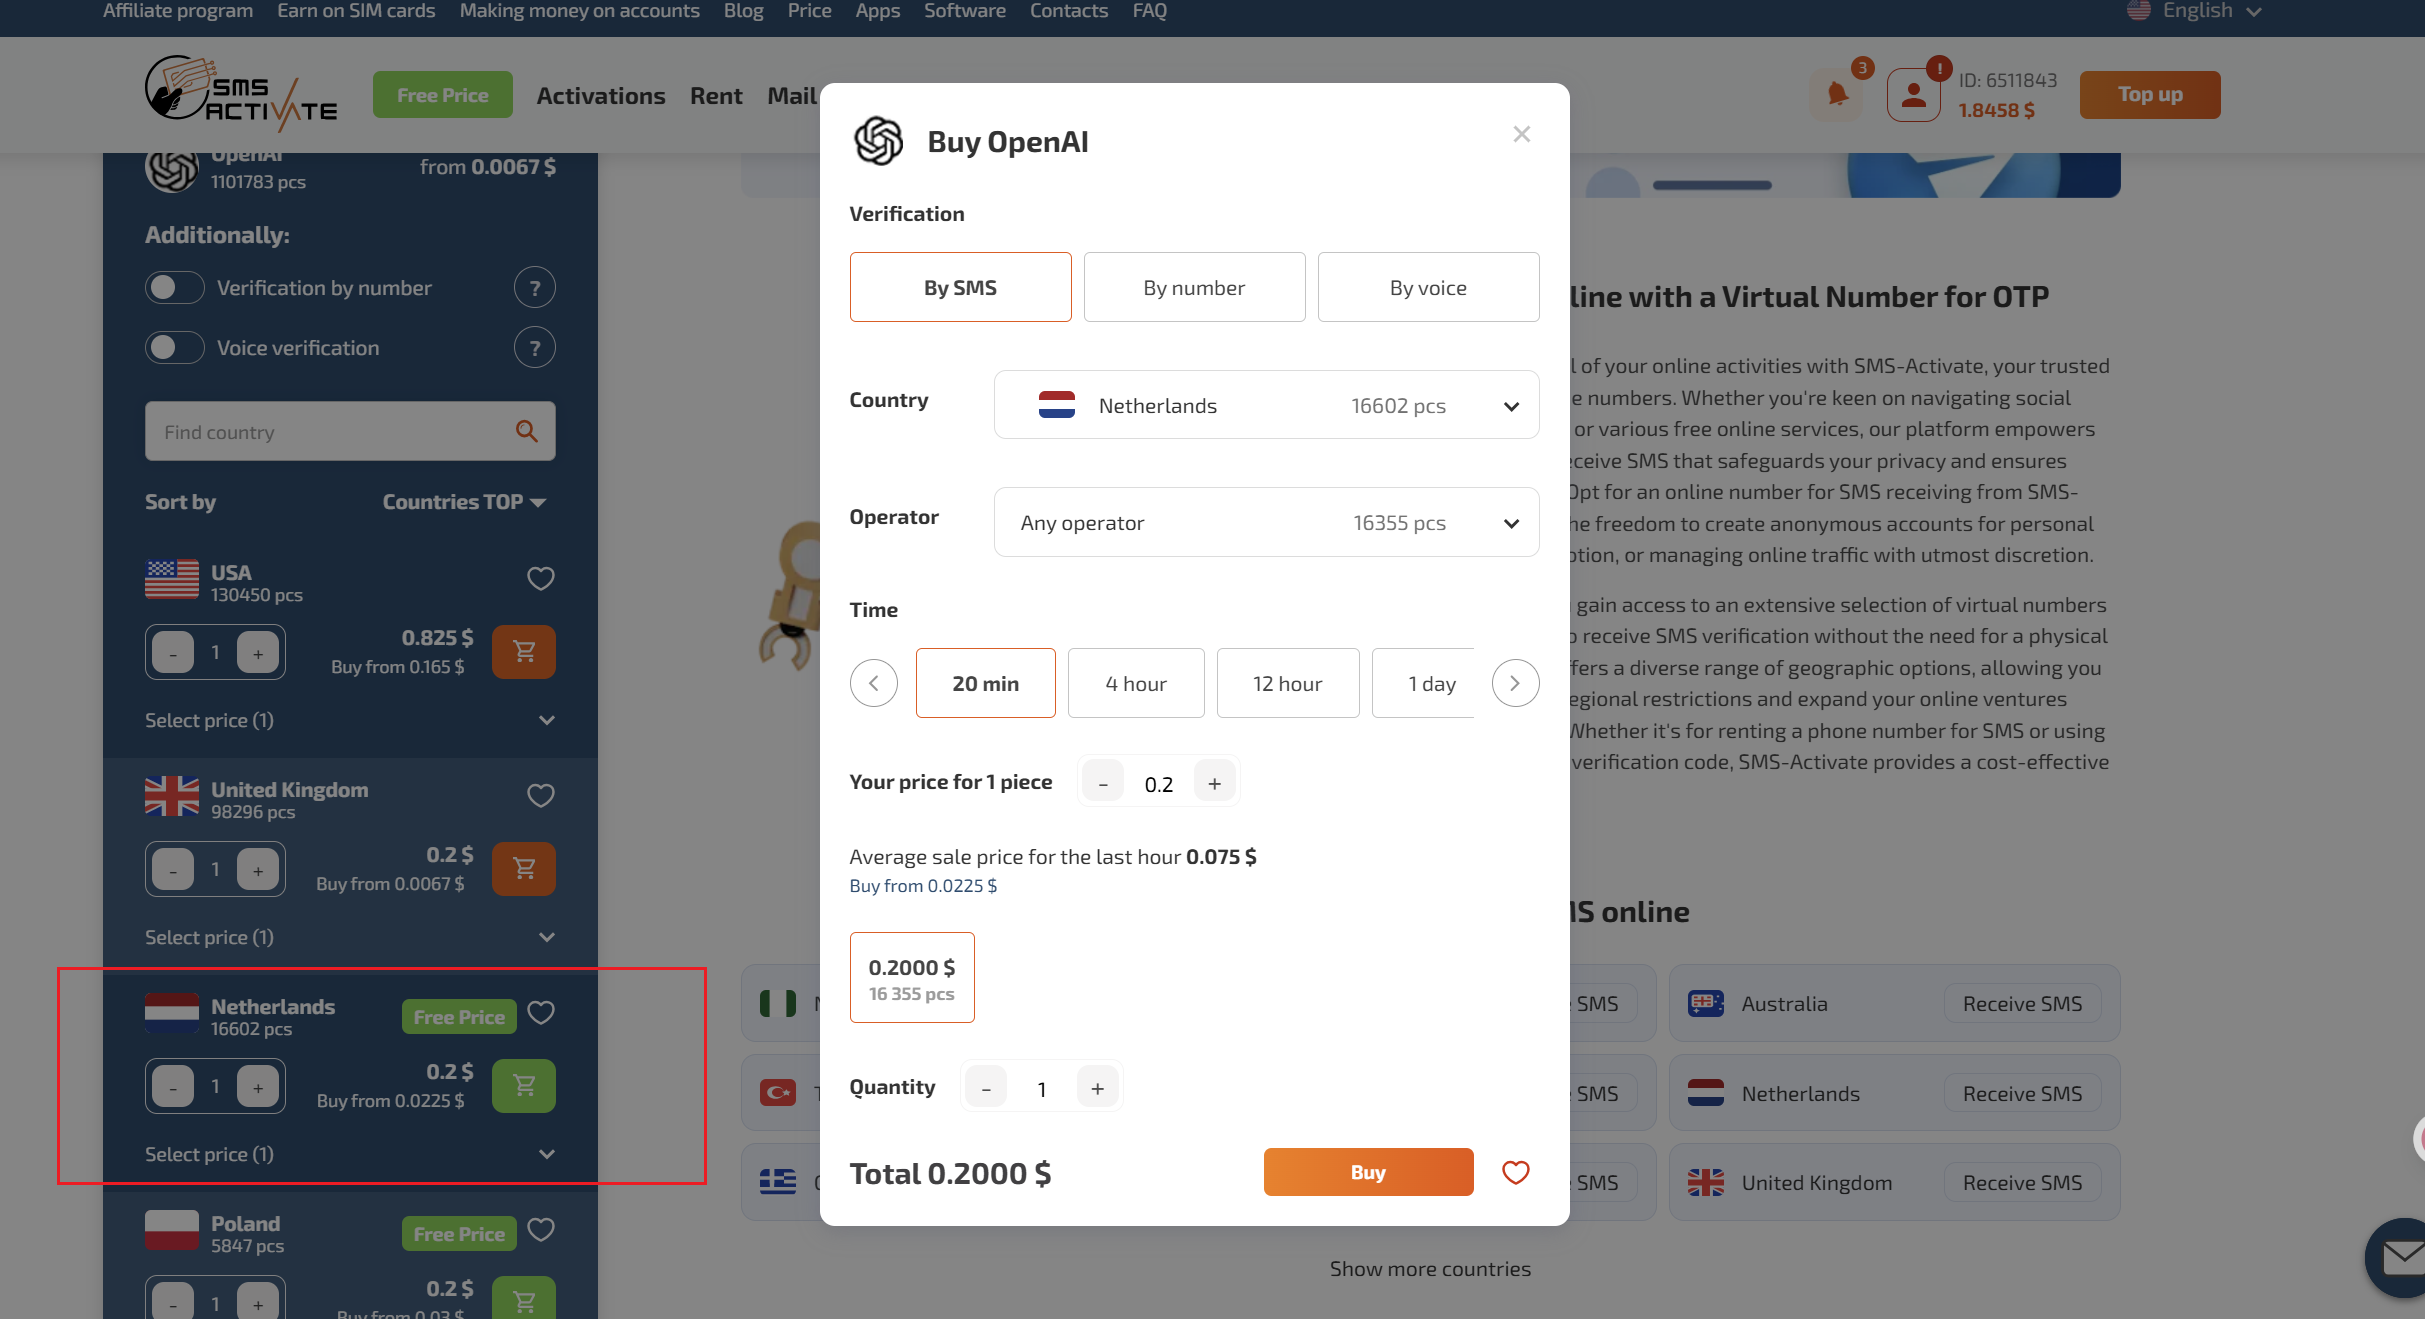 Affiliate program Earn on SIM cards Making money on accounts Blog Price Apps Software Contacts FAQ English
SMS ACTIVATE
Free Price Activations Rent Mail
3
!
ID: 6511843
1.8458 $
Top up
OpenAI
1101783 pcs
from 0.0067 $
Additionally:
Verification by number ?
Voice verification ?
Find country
Sort by Countries TOP
USA
130450 pcs
- 1 +
0.825 $
Buy from 0.165 $
Select price (1)
United Kingdom
98296 pcs
- 1 +
0.2 $
Buy from 0.0067 $
Select price (1)
Netherlands
16602 pcs
Free Price
- 1 +
0.2 $
Buy from 0.0225 $
Select price (1)
Poland
5847 pcs
Free Price
- 1 +
0.2 $
Buy from 0.03 $
Buy OpenAI
Verification
By SMS By number By voice
Country Netherlands 16602 pcs
Operator Any operator 16355 pcs
Time
20 min 4 hour 12 hour 1 day
Your price for 1 piece - 0.2 +
Average sale price for the last hour 0.075 $
Buy from 0.0225 $
0.2000 $
16 355 pcs
Quantity - 1 +
Total 0.2000 $ Buy
line with a Virtual Number for OTP
l of your online activities with SMS-Activate, your trusted
e numbers. Whether you're keen on navigating social
or various free online services, our platform empowers
eceive SMS that safeguards your privacy and ensures
Opt for an online number for SMS receiving from SMS-
he freedom to create anonymous accounts for personal
otion, or managing online traffic with utmost discretion.
gain access to an extensive selection of virtual numbers
o receive SMS verification without the need for a physical
ffers a diverse range of geographic options, allowing you
egional restrictions and expand your online ventures
Whether it's for renting a phone number for SMS or using
verification code, SMS-Activate provides a cost-effective
MS online
SMS Australia Receive SMS
SMS Netherlands Receive SMS
SMS United Kingdom Receive SMS
Show more countries